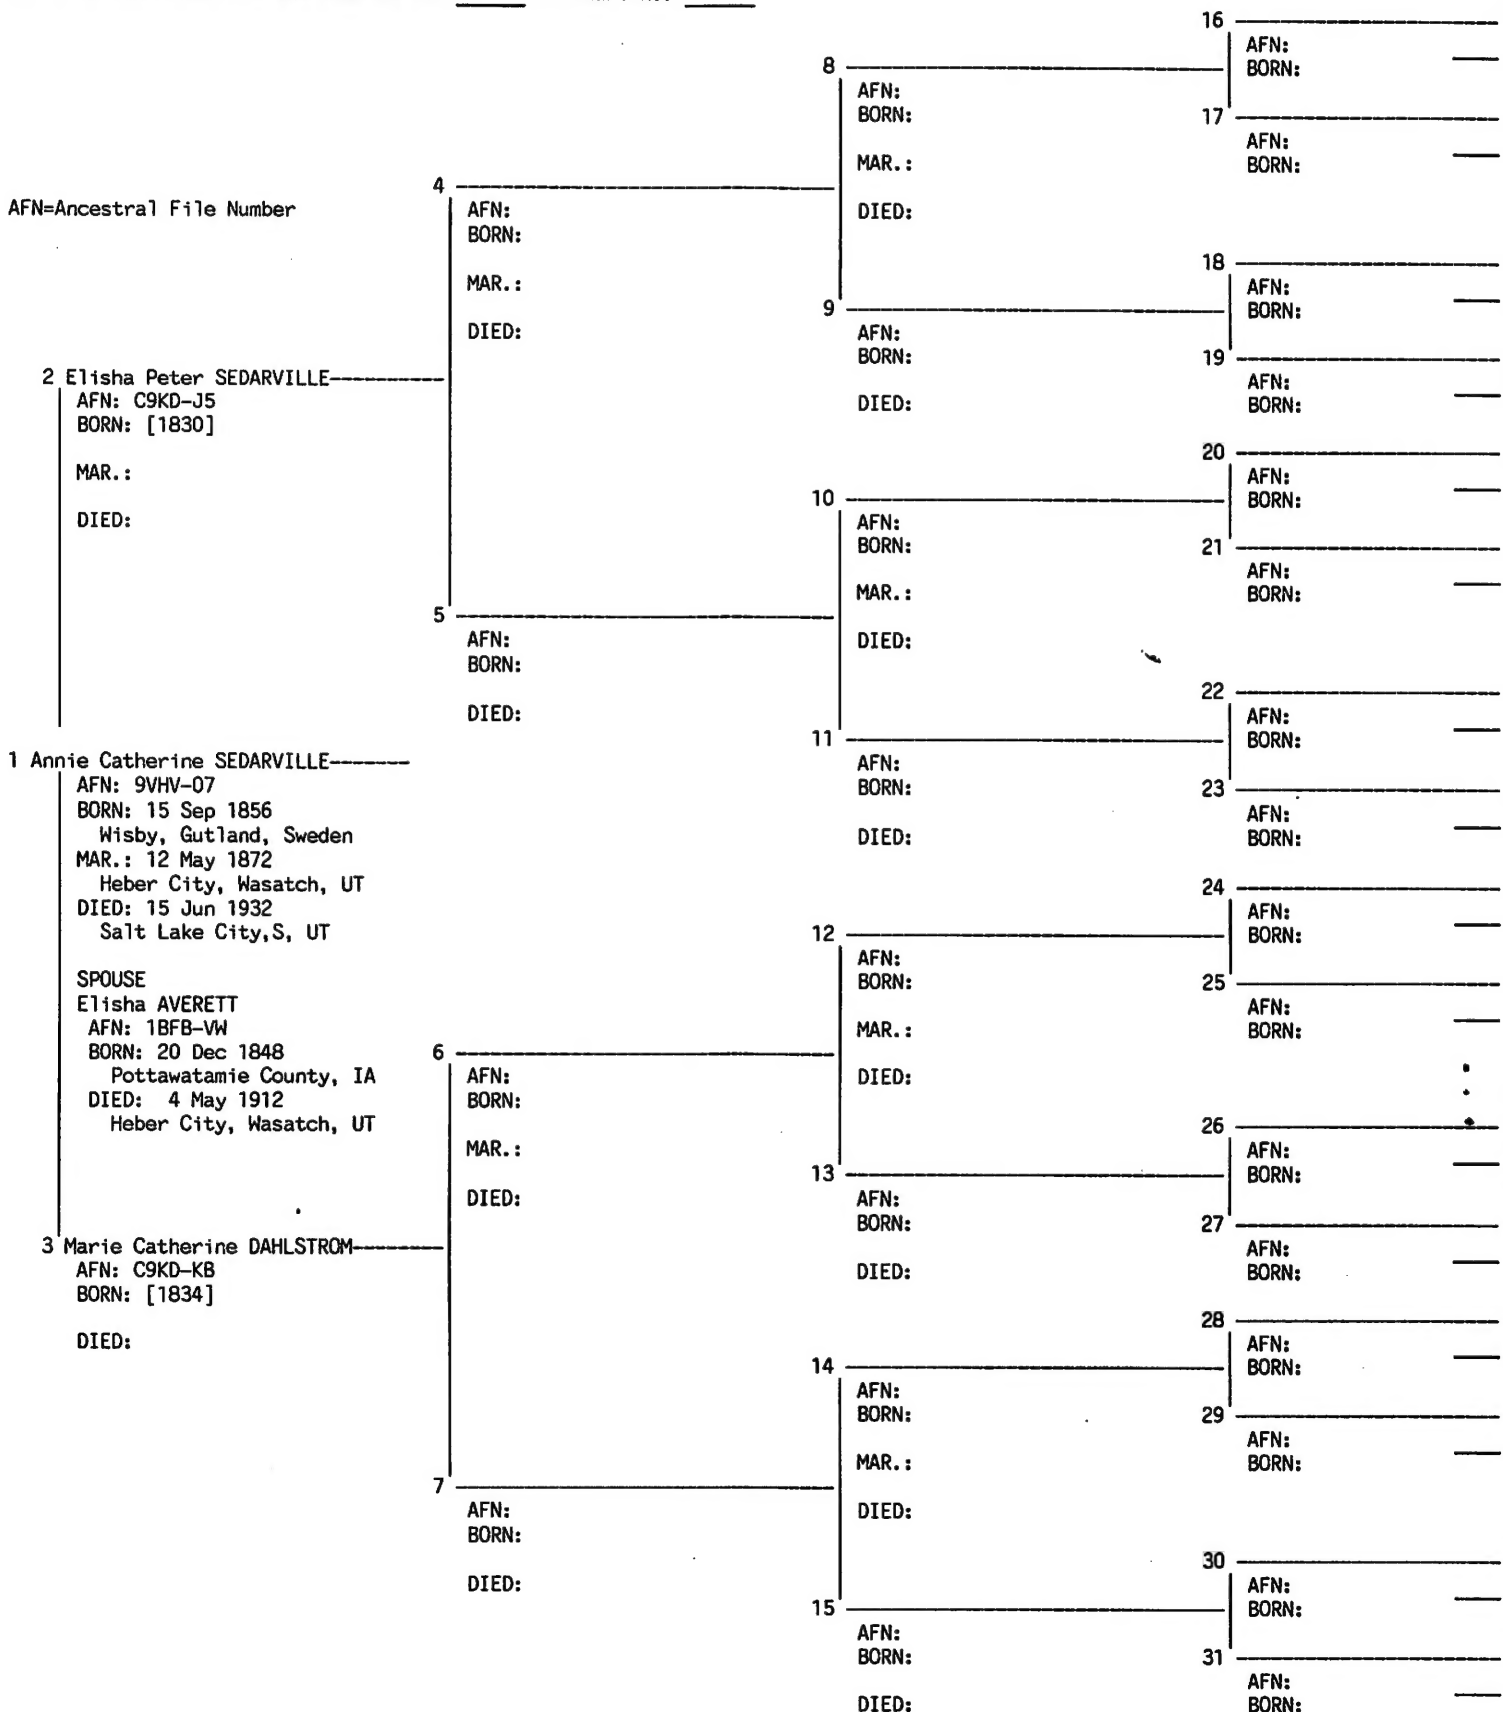 AFN=Ancestral File Number
2 Elisha Peter SEDARVILLE
AFN: C9KD-J5
BORN: [1830]
MAR.:
DIED:
1 Annie Catherine SEDARVILLE
AFN: 9VHV-07
BORN: 15 Sep 1856
Wisby, Gutland, Sweden
MAR.: 12 May 1872
Heber City, Wasatch, UT
DIED: 15 Jun 1932
Salt Lake City,S, UT
SPOUSE
Elisha AVERETT
AFN: 1BFB-VW
BORN: 20 Dec 1848
Pottawatamie County, IA
DIED: 4 May 1912
Heber City, Wasatch, UT
3 Marie Catherine DAHLSTROM
AFN: C9KD-KB
BORN: [1834]
DIED:
4
AFN:
BORN:
MAR.:
DIED:
5
AFN:
BORN:
DIED:
6
AFN:
BORN:
MAR.:
DIED:
7
AFN:
BORN:
DIED:
8
AFN:
BORN:
MAR.:
DIED:
9
AFN:
BORN:
DIED:
10
AFN:
BORN:
MAR.:
DIED:
11
AFN:
BORN:
DIED:
12
AFN:
BORN:
MAR.:
DIED:
13
AFN:
BORN:
DIED:
14
AFN:
BORN:
MAR.:
DIED:
15
AFN:
BORN:
DIED:
16
AFN:
BORN:
17
AFN:
BORN:
18
AFN:
BORN:
19
AFN:
BORN:
20
AFN:
BORN:
21
AFN:
BORN:
22
AFN:
BORN:
23
AFN:
BORN:
24
AFN:
BORN:
25
AFN:
BORN:
26
AFN:
BORN:
27
AFN:
BORN:
28
AFN:
BORN:
29
AFN:
BORN:
30
AFN:
BORN:
31
AFN:
BORN: